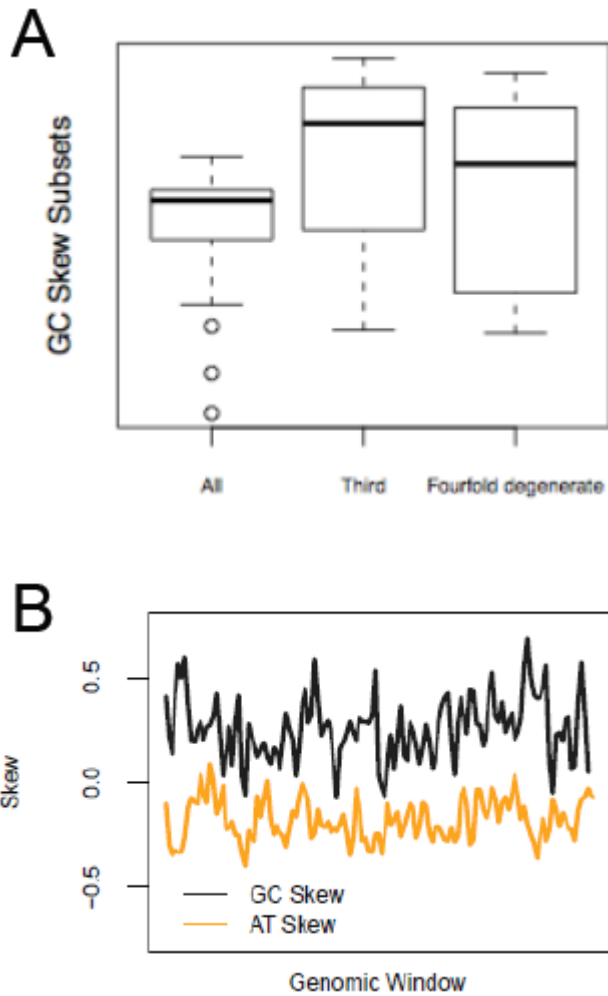 A
GC Skew Subsets
All Third Fourfold degenerate
B
Skew
0.5
0.0
−0.5
GC Skew
AT Skew
Genomic Window